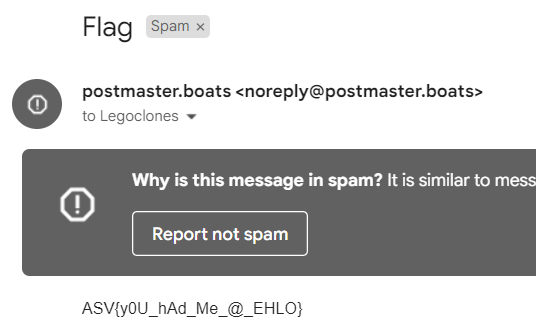 Flag Spam ×
postmaster.boats <noreply@postmaster.boats>
to Legoclones
Why is this message in spam? It is similar to mess
Report not spam
ASV{y0U_hAd_Me_@_EHLO}